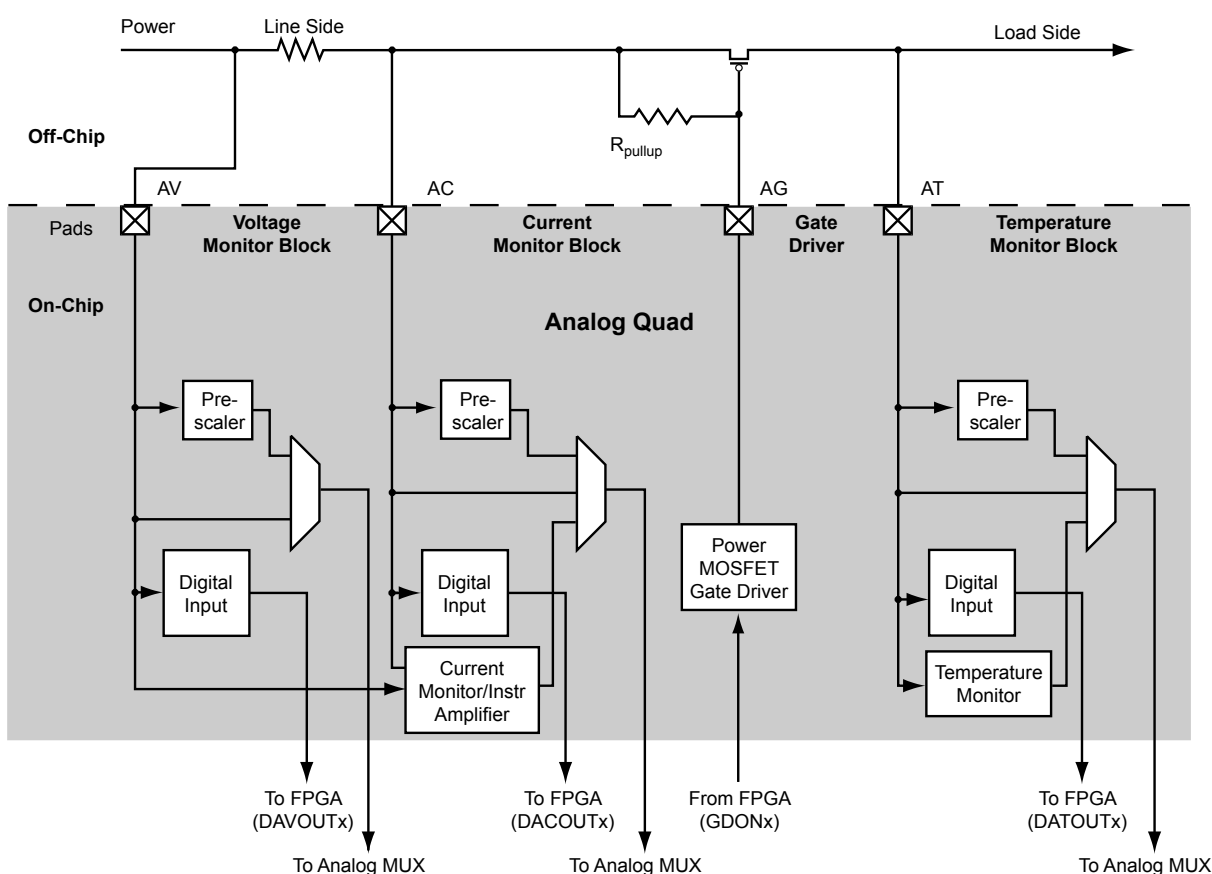 Power
Line Side
Load Side
Off-Chip
Rpullup
AV
AC
AG
AT
Pads
Voltage
Monitor Block
Current
Monitor Block
Gate
Driver
Temperature
Monitor Block
On-Chip
Analog Quad
Pre-
scaler
Pre-
scaler
Pre-
scaler
Power
MOSFET
Gate Driver
Digital
Input
Digital
Input
Digital
Input
Current
Monitor/Instr
Amplifier
Temperature
Monitor
To FPGA
(DAVOUTx)
To FPGA
(DACOUTx)
From FPGA
(GDONx)
To FPGA
(DATOUTx)
To Analog MUX
To Analog MUX
To Analog MUX